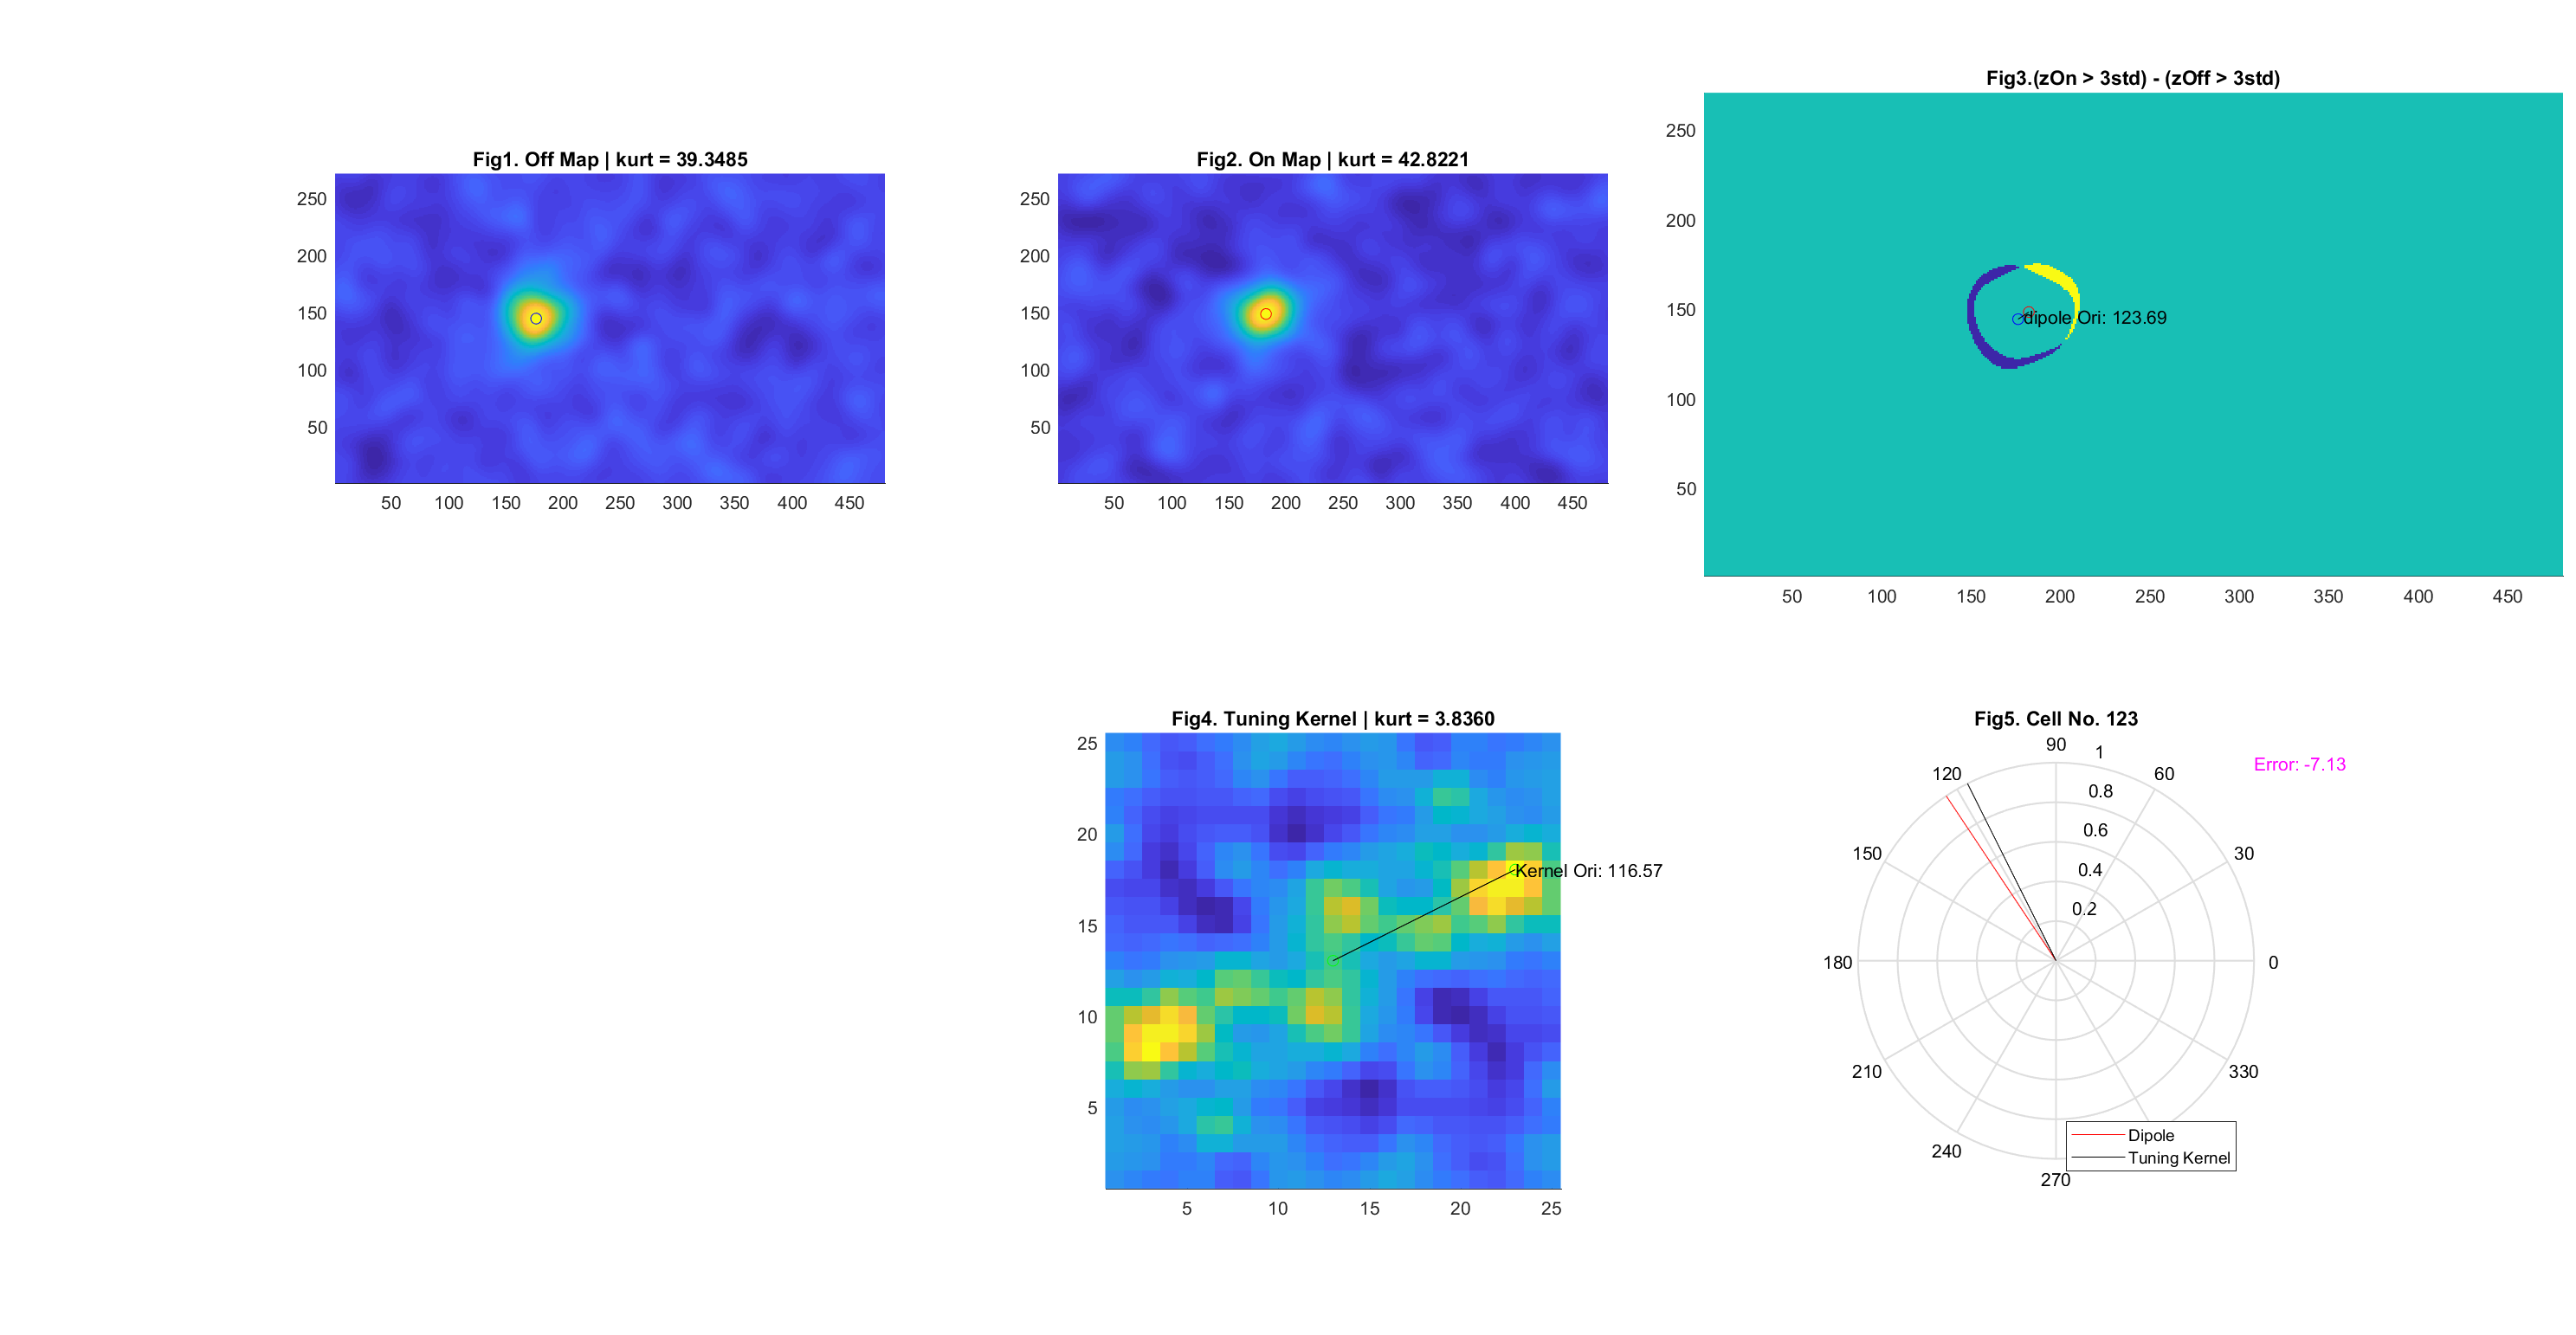 Fig1. Off Map | kurt = 39.3485
250
200
150
100
50
50 100 150 200 250 300 350 400 450
Fig2. On Map | kurt = 42.8221
250
200
150
100
50
50 100 150 200 250 300 350 400 450
Fig3.(zOn > 3std) - (zOff > 3std)
250
200
150
100
50
dipole Ori: 123.69
50 100 150 200 250 300 350 400 450
Fig4. Tuning Kernel | kurt = 3.8360
25
20
15
10
5
Kernel Ori: 116.57
5 10 15 20 25
Fig5. Cell No. 123
Error: -7.13
90
1
120
60
0.8
0.6
150
30
0.4
0.2
180
0
210
330
240
270
Dipole
Tuning Kernel